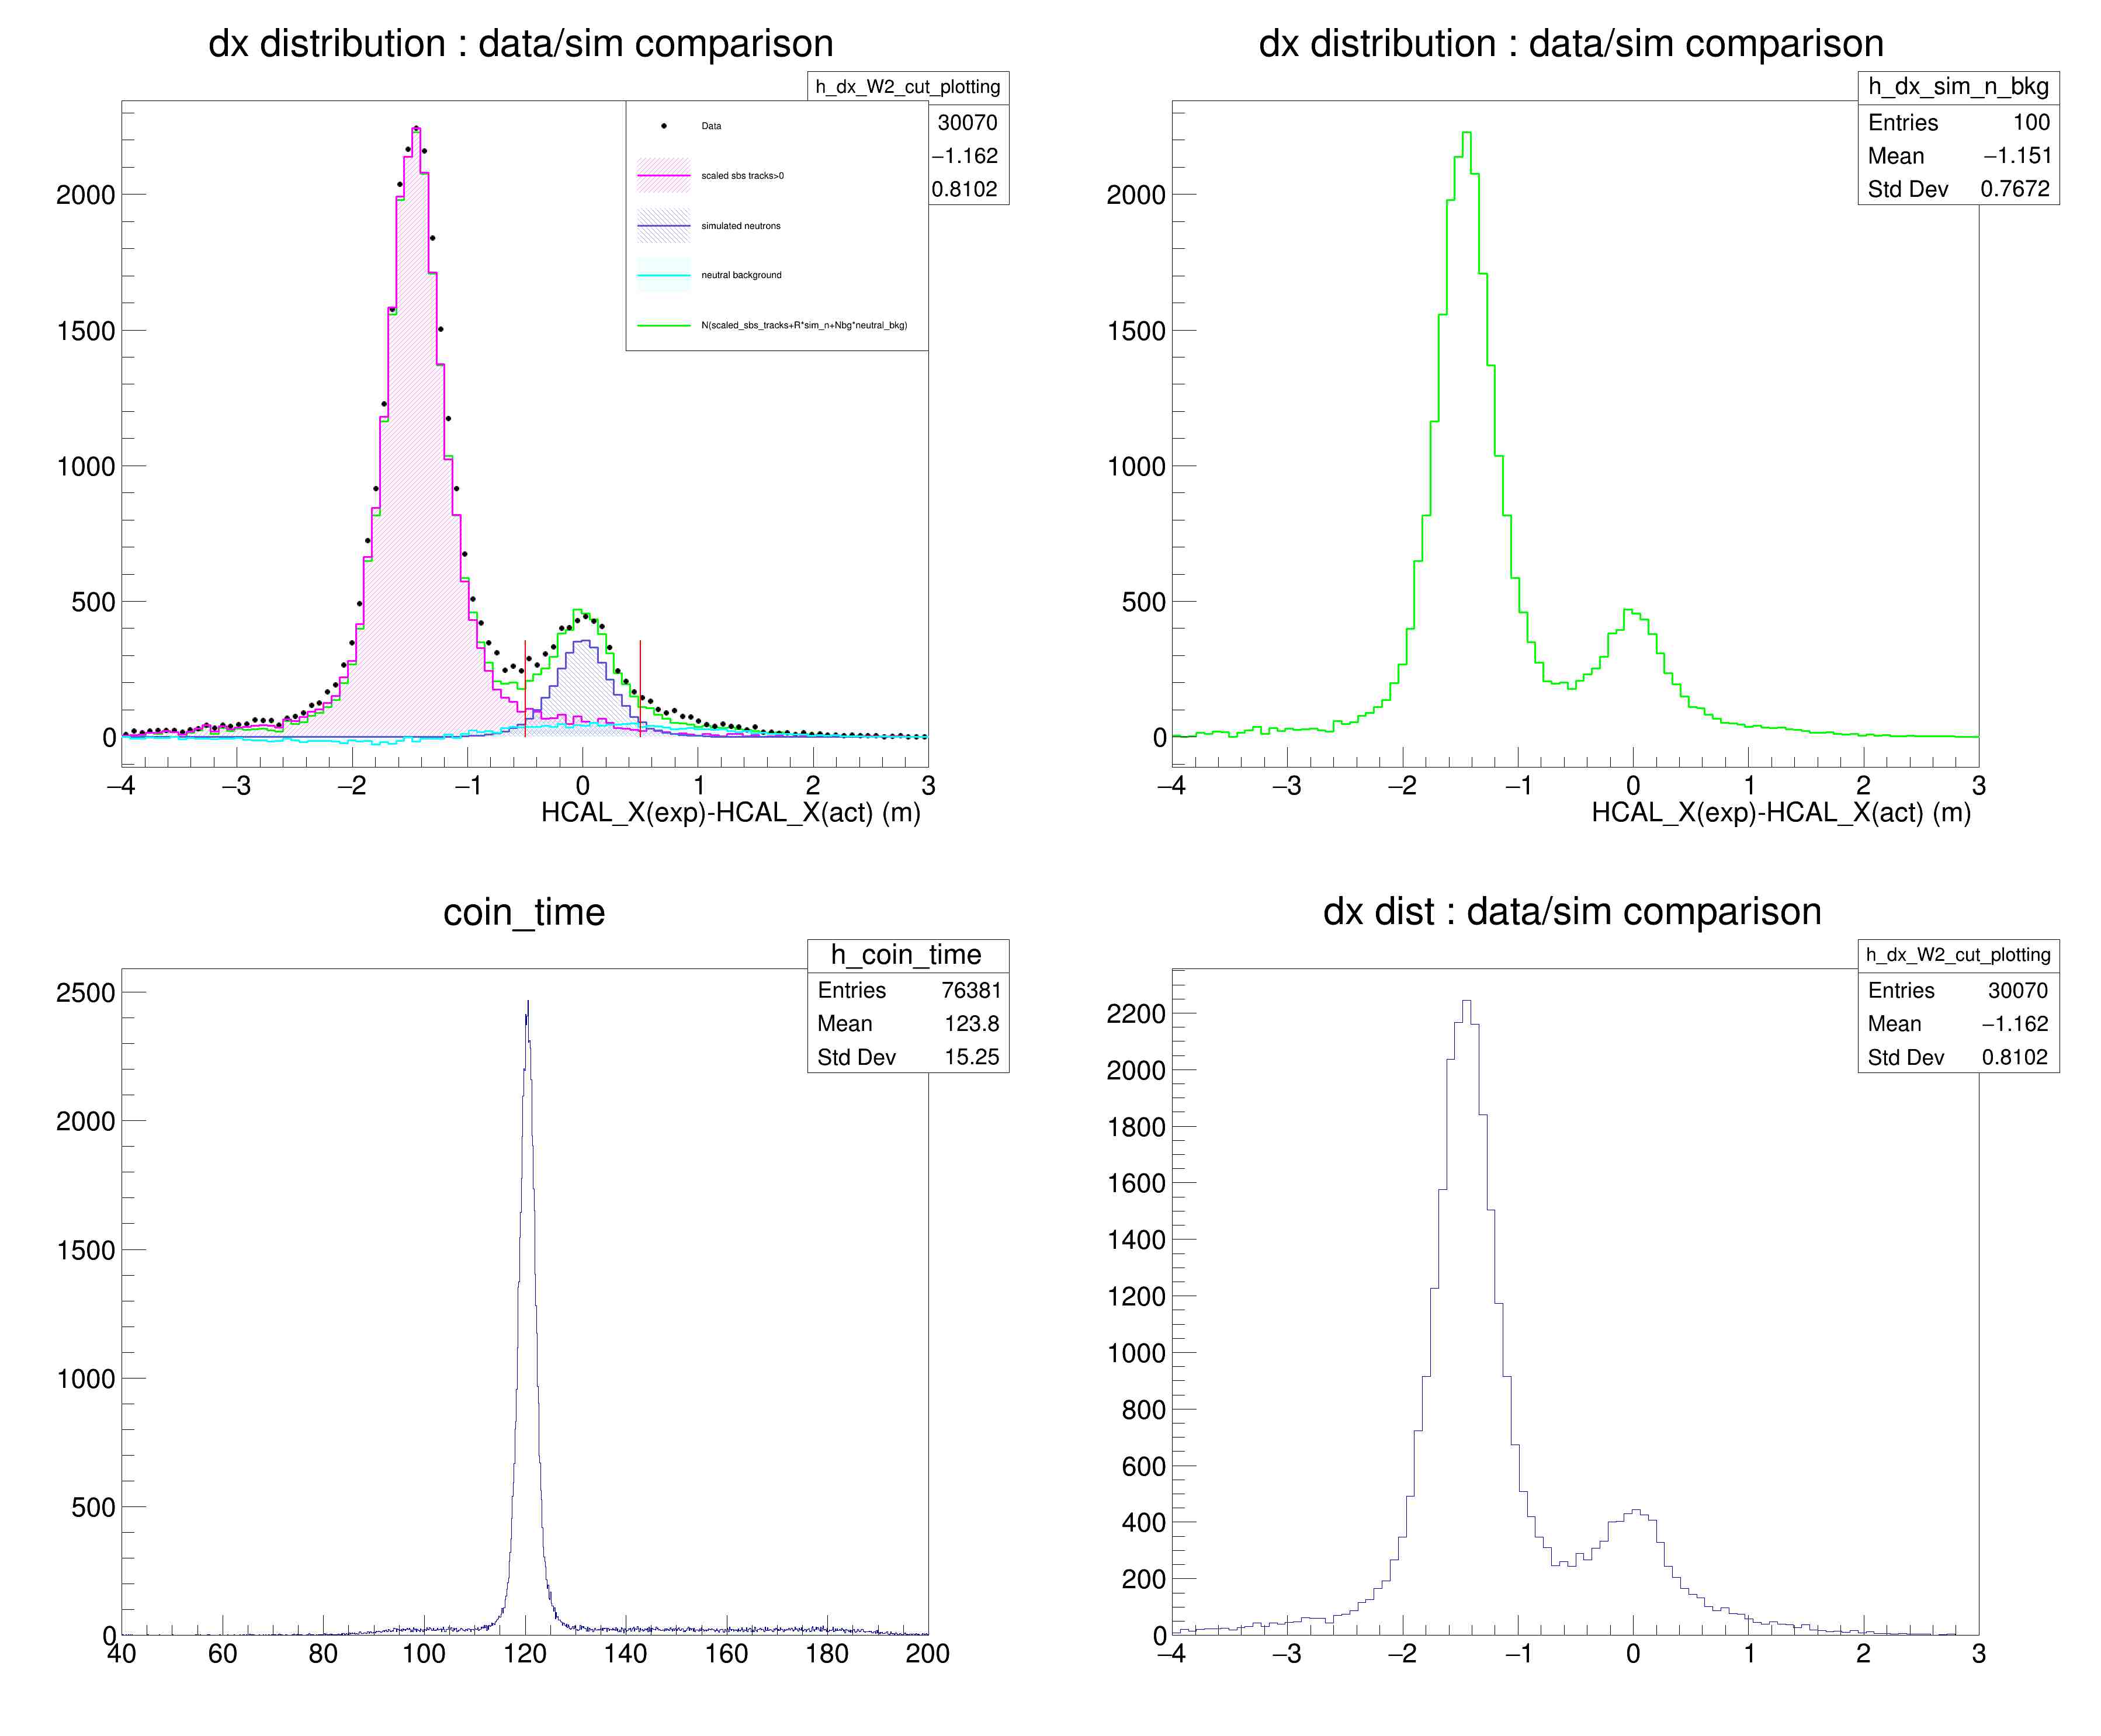 dx distribution : data/sim comparison
h_dx_W2_cut_plotting
30070
−1.162
0.8102
Data
scaled sbs tracks>0
simulated neutrons
neutral background
N(scaled_sbs_tracks+R*sim_n+Nbg*neutral_bkg)
2000
1500
1000
500
0
−4 −3 −2 −1 0 1 2 3
HCAL_X(exp)-HCAL_X(act) (m)
dx distribution : data/sim comparison
h_dx_sim_n_bkg
Entries 100
Mean −1.151
Std Dev 0.7672
2000
1500
1000
500
0
−4 −3 −2 −1 0 1 2 3
HCAL_X(exp)-HCAL_X(act) (m)
coin_time
h_coin_time
Entries 76381
Mean 123.8
Std Dev 15.25
2500
2000
1500
1000
500
0
40 60 80 100 120 140 160 180 200
dx dist : data/sim comparison
h_dx_W2_cut_plotting
Entries 30070
Mean −1.162
Std Dev 0.8102
2200
2000
1800
1600
1400
1200
1000
800
600
400
200
0
−4 −3 −2 −1 0 1 2 3